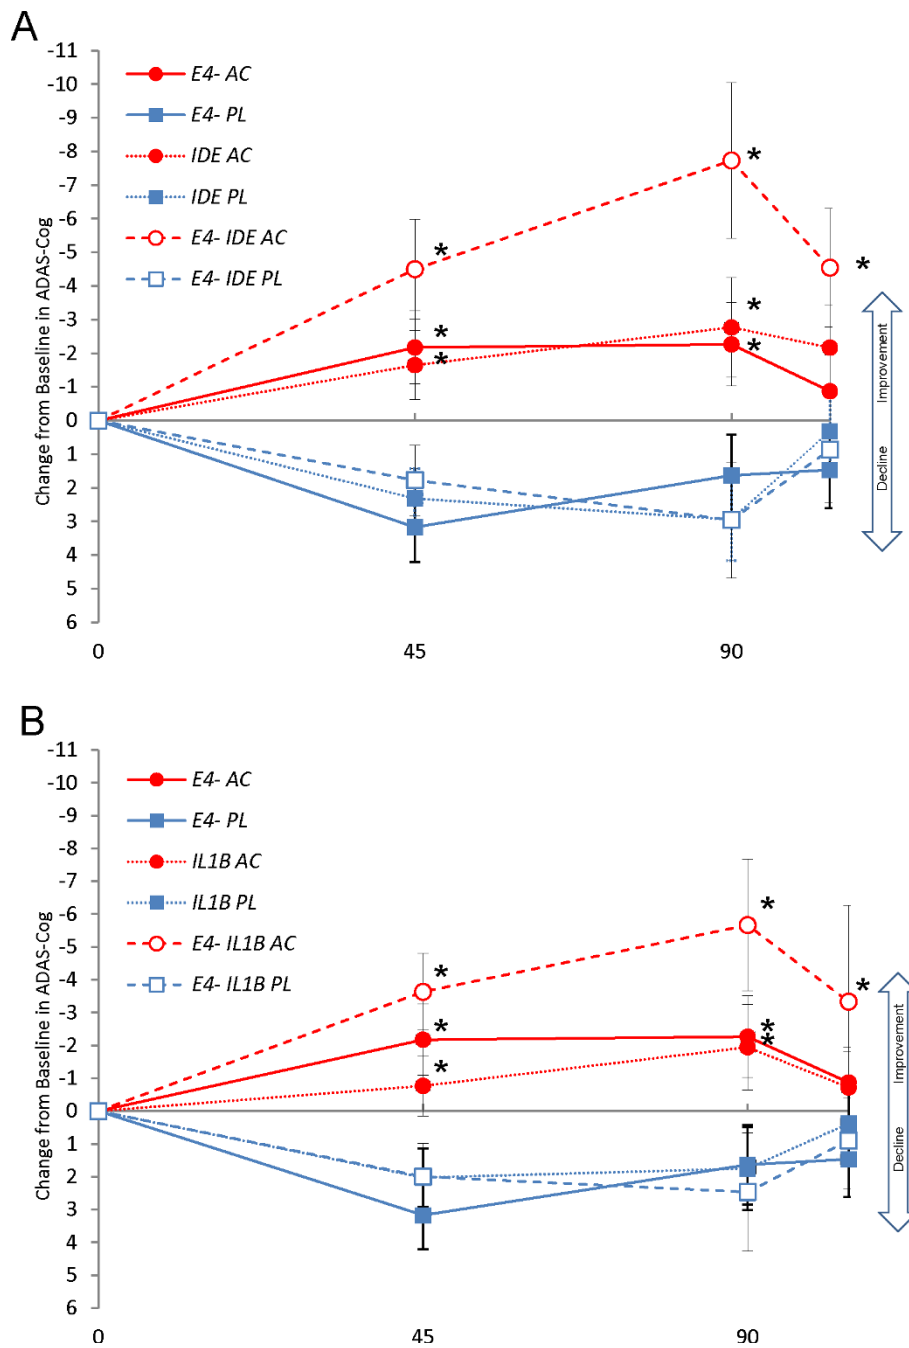 A
-11
-10
-9
-8
-7
-6
-5
-4
-3
-2
-1
0
1
2
3
4
5
6
Change from Baseline in ADAS-Cog
E4- AC
E4- PL
IDE AC
IDE PL
E4- IDE AC
E4- IDE PL
*
*
*
*
*
*
*
Improvement
Decline
0
45
90
B
-11
-10
-9
-8
-7
-6
-5
-4
-3
-2
-1
0
1
2
3
4
5
6
Change from Baseline in ADAS-Cog
E4- AC
E4- PL
IL1B AC
IL1B PL
E4- IL1B AC
E4- IL1B PL
*
*
*
*
*
*
*
Improvement
Decline
0
45
90